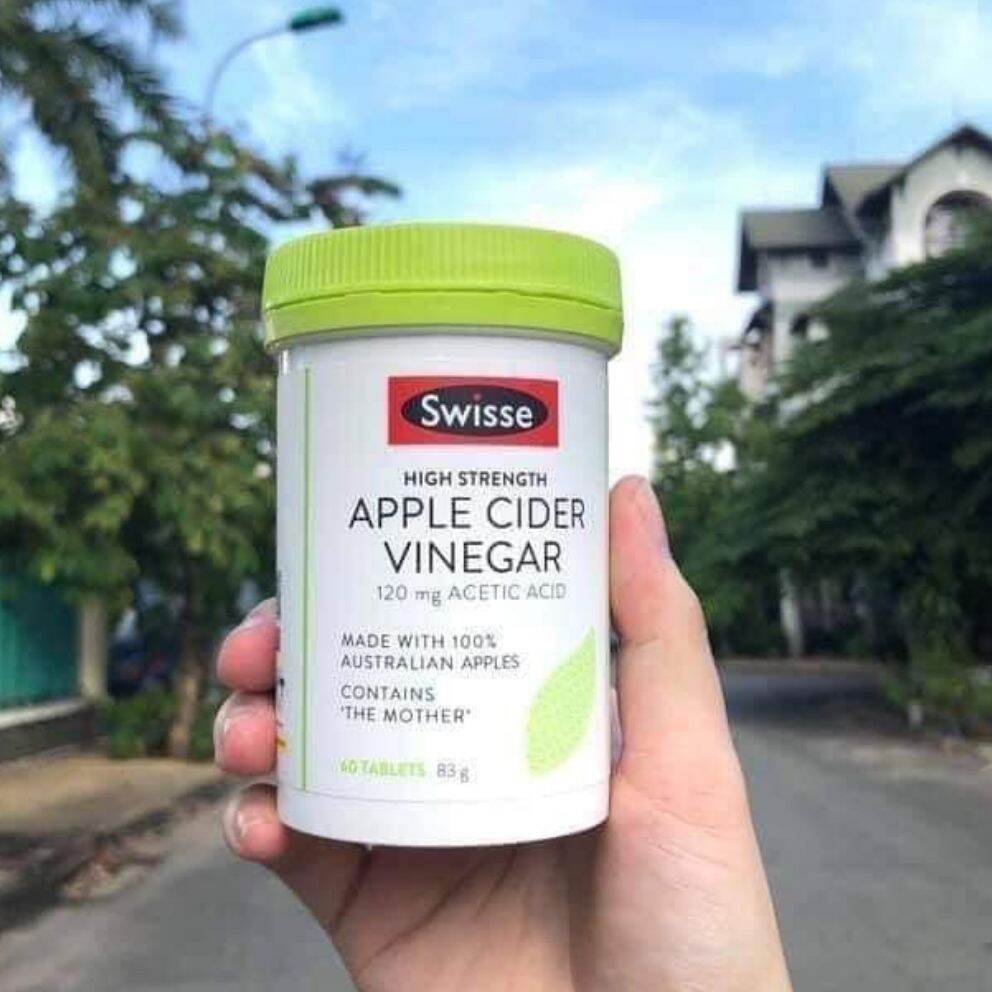 Swisse
HIGH STRENGTH
APPLE CIDER
VINEGAR
120 mg ACETIC ACID
MADE WITH 100%
AUSTRALIAN APPLES
CONTAINS
'THE MOTHER'
60 TABLETS 83 g